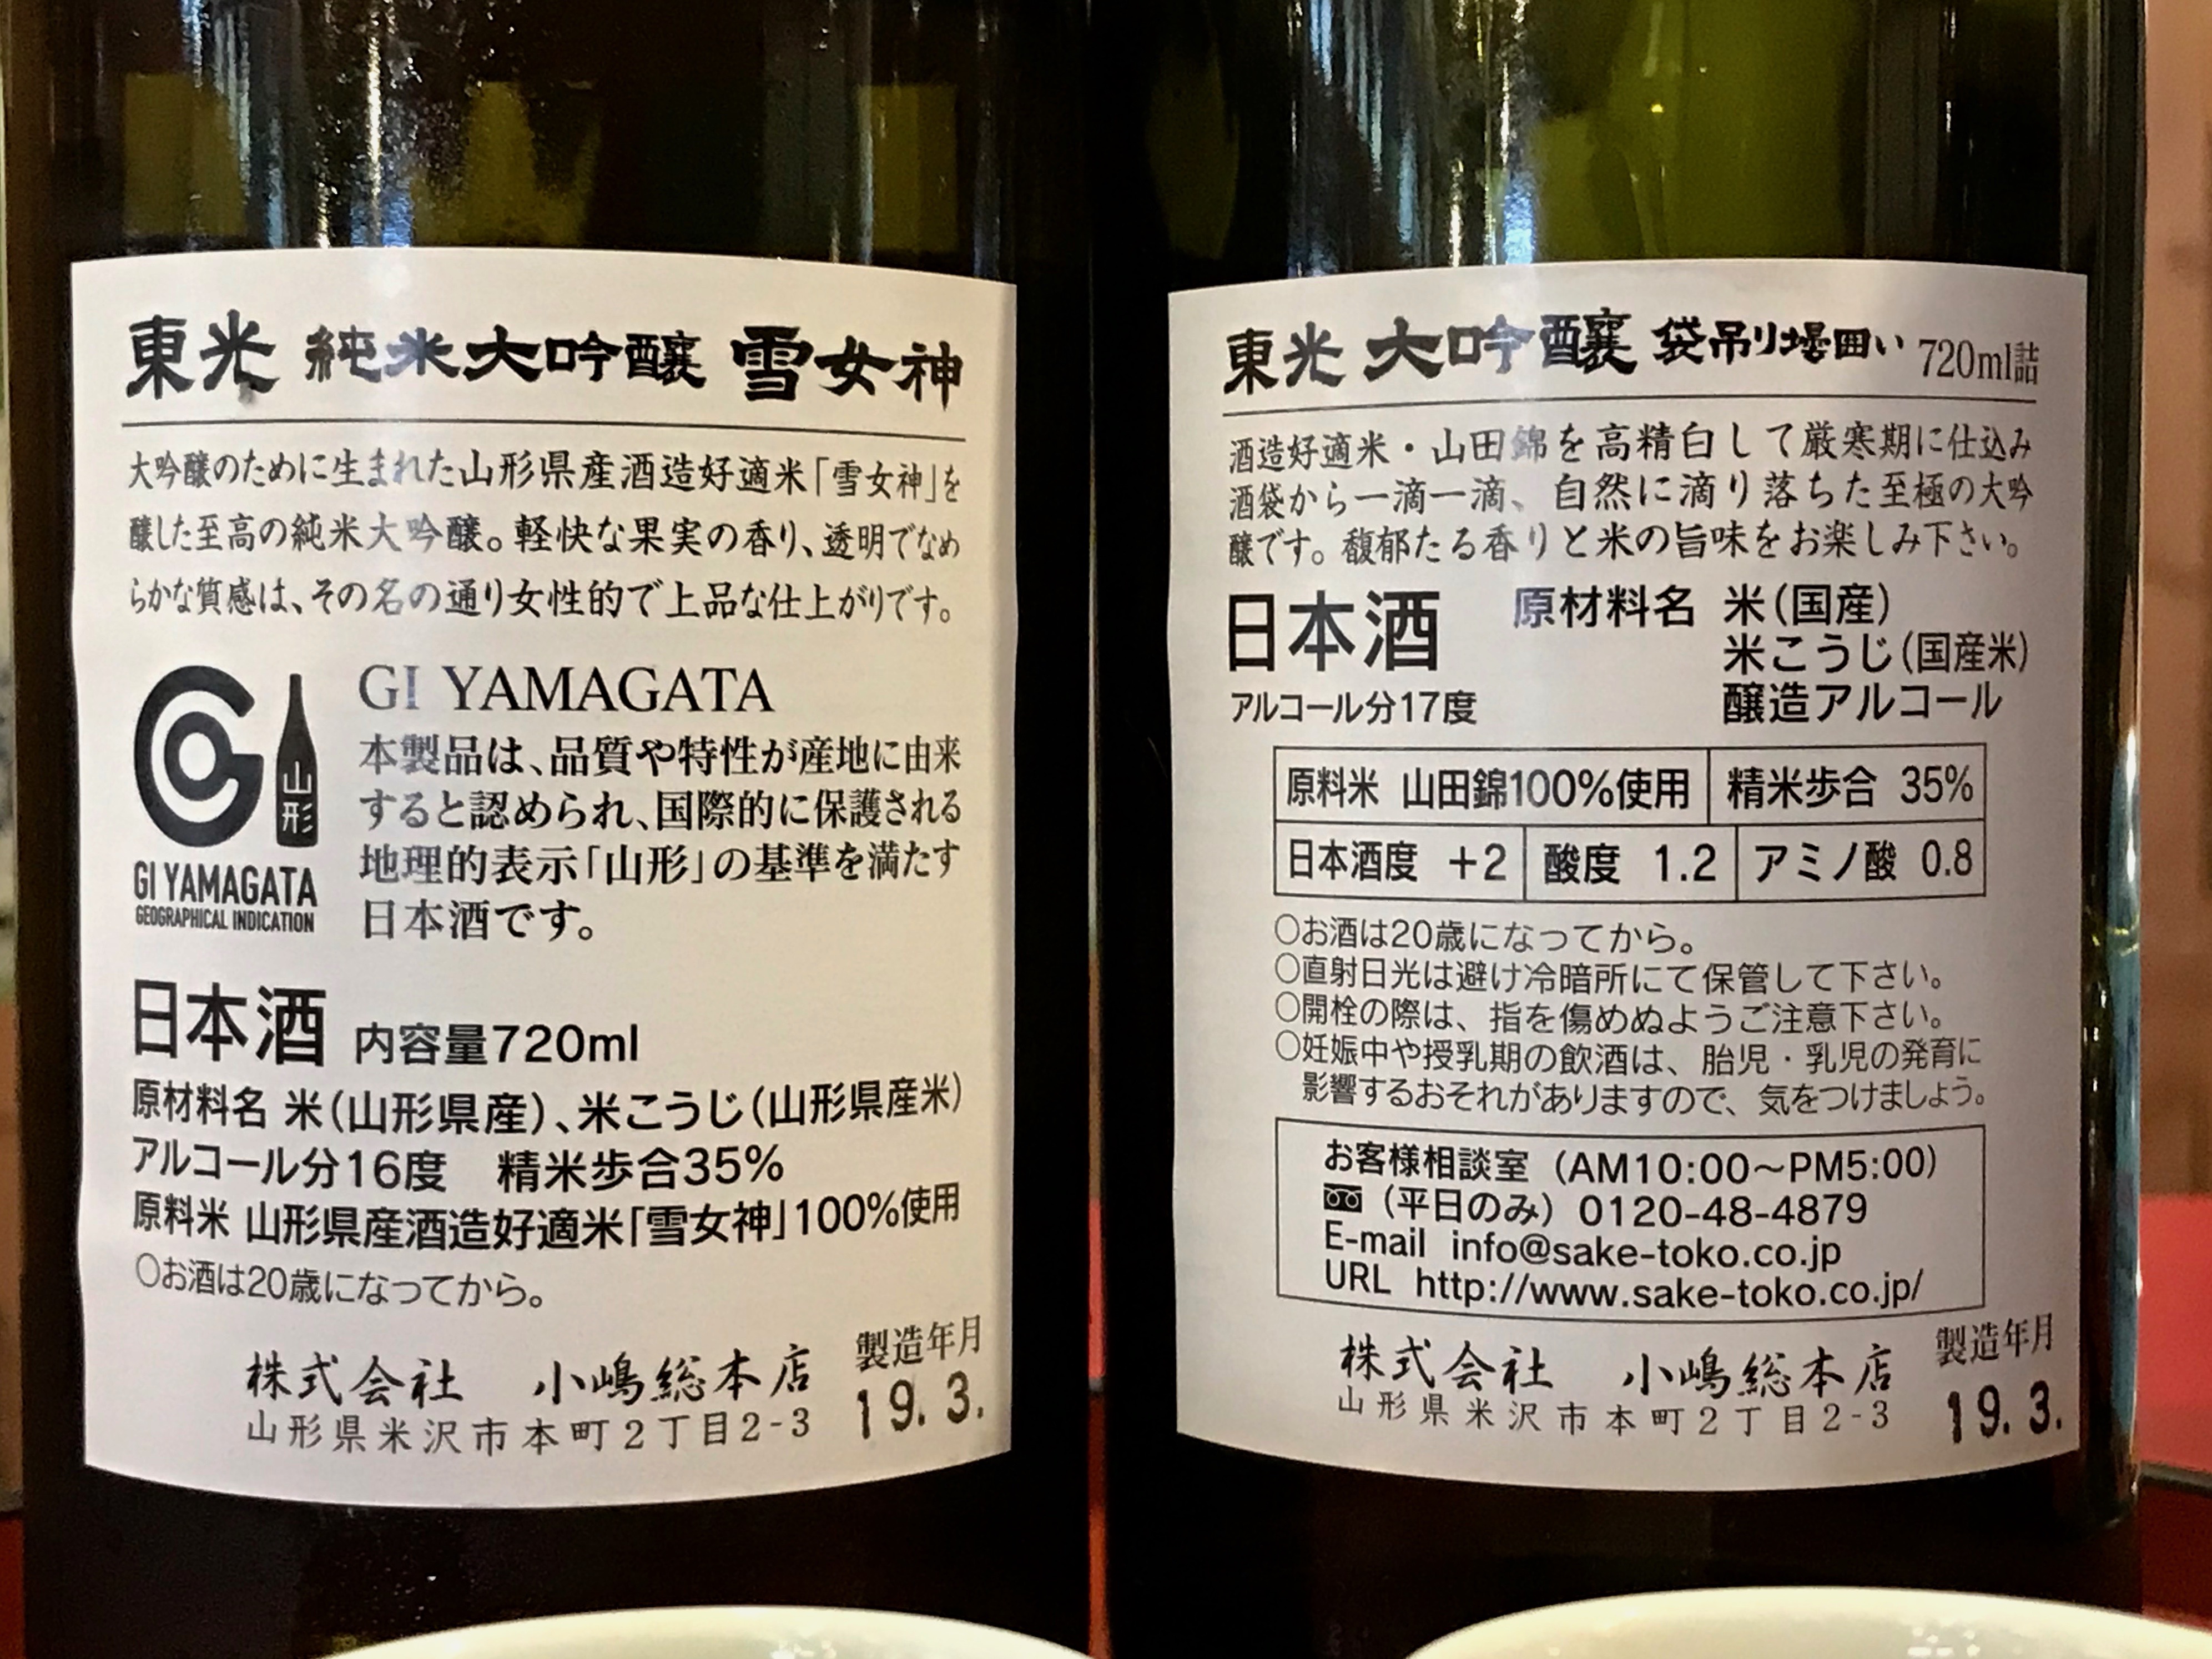 東光 純米大吟醸 雪女神
大吟醸のために生まれた山形県産酒造好適米「雪女神」を
醸した至高の純米大吟醸。軽快な果実の香り、透明でなめ
らかな質感は、その名の通り女性的で上品な仕上がりです。
山形
GI YAMAGATA
GEOGRAPHICAL INDICATION
GI YAMAGATA
本製品は、品質や特性が産地に由来
すると認められ、国際的に保護される
地理的表示「山形」の基準を満たす
日本酒です。
日本酒 内容量720ml
原材料名 米(山形県産)、米こうじ(山形県産米)
アルコール分16度 精米歩合35%
原料米 山形県産酒造好適米「雪女神」100%使用
○お酒は20歳になってから。
株式会社 小嶋総本店
山形県米沢市本町2丁目2-3
製造年月
19.3.
東光 大吟醸 袋吊り場囲い 720ml詰
酒造好適米・山田錦を高精白して厳寒期に仕込み
酒袋から一滴一滴、自然に滴り落ちた至極の大吟
醸です。馥郁たる香りと米の旨味をお楽しみ下さい。
日本酒
アルコール分17度
原材料名 米(国産)
米こうじ(国産米)
醸造アルコール
原料米 山田錦100%使用 精米歩合 35%
日本酒度 +2 酸度 1.2 アミノ酸 0.8
○お酒は20歳になってから。
○直射日光は避け冷暗所にて保管して下さい。
○開栓の際は、指を傷めぬようご注意下さい。
○妊娠中や授乳期の飲酒は、胎児・乳児の発育に
影響するおそれがありますので、気をつけましょう。
お客様相談室 (AM10:00～PM5:00)
(平日のみ) 0120-48-4879
E-mail info@sake-toko.co.jp
URL http://www.sake-toko.co.jp/
株式会社 小嶋総本店
山形県米沢市本町2丁目2-3
製造年月
19.3.